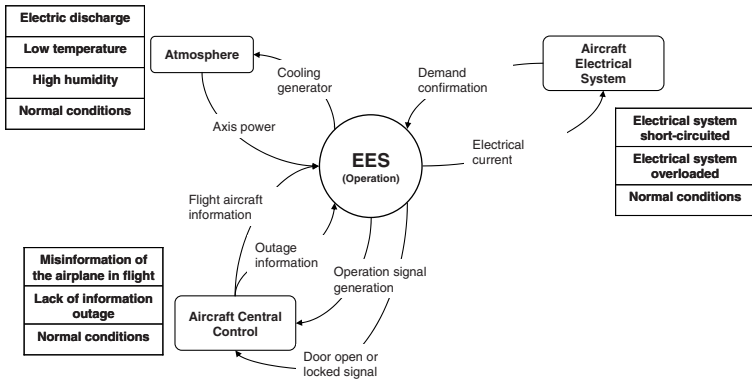 Electric discharge
Low temperature
High humidity
Normal conditions
Atmosphere
Cooling
generator
Axis power
Demand
confirmation
Aircraft
Electrical
System
Electrical
current
Electrical system
short-circuited
Electrical system
overloaded
Normal conditions
EES
(Operation)
Flight aircraft
information
Outage
information
Operation signal
generation
Misinformation of
the airplane in flight
Lack of information
outage
Normal conditions
Aircraft Central
Control
Door open or
locked signal